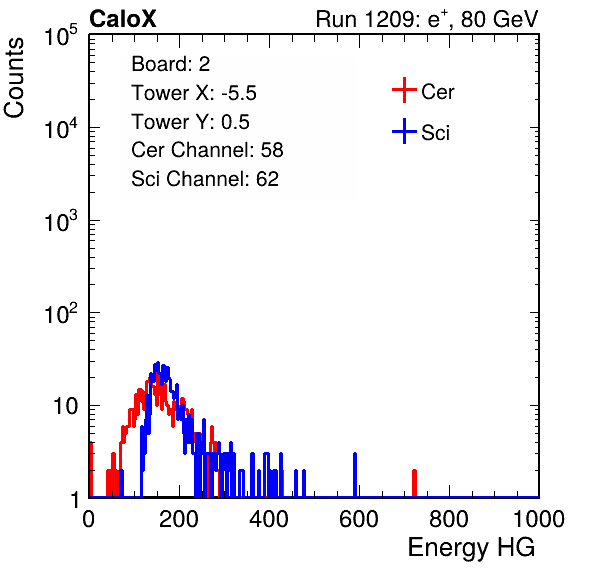 CaloX Run 1209: e⁺, 80 GeV
Counts
Board: 2
Tower X: -5.5
Tower Y: 0.5
Cer Channel: 58
Sci Channel: 62
Cer
Sci
10⁵
10⁴
10³
10²
10
1
0 200 400 600 800 1000
Energy HG